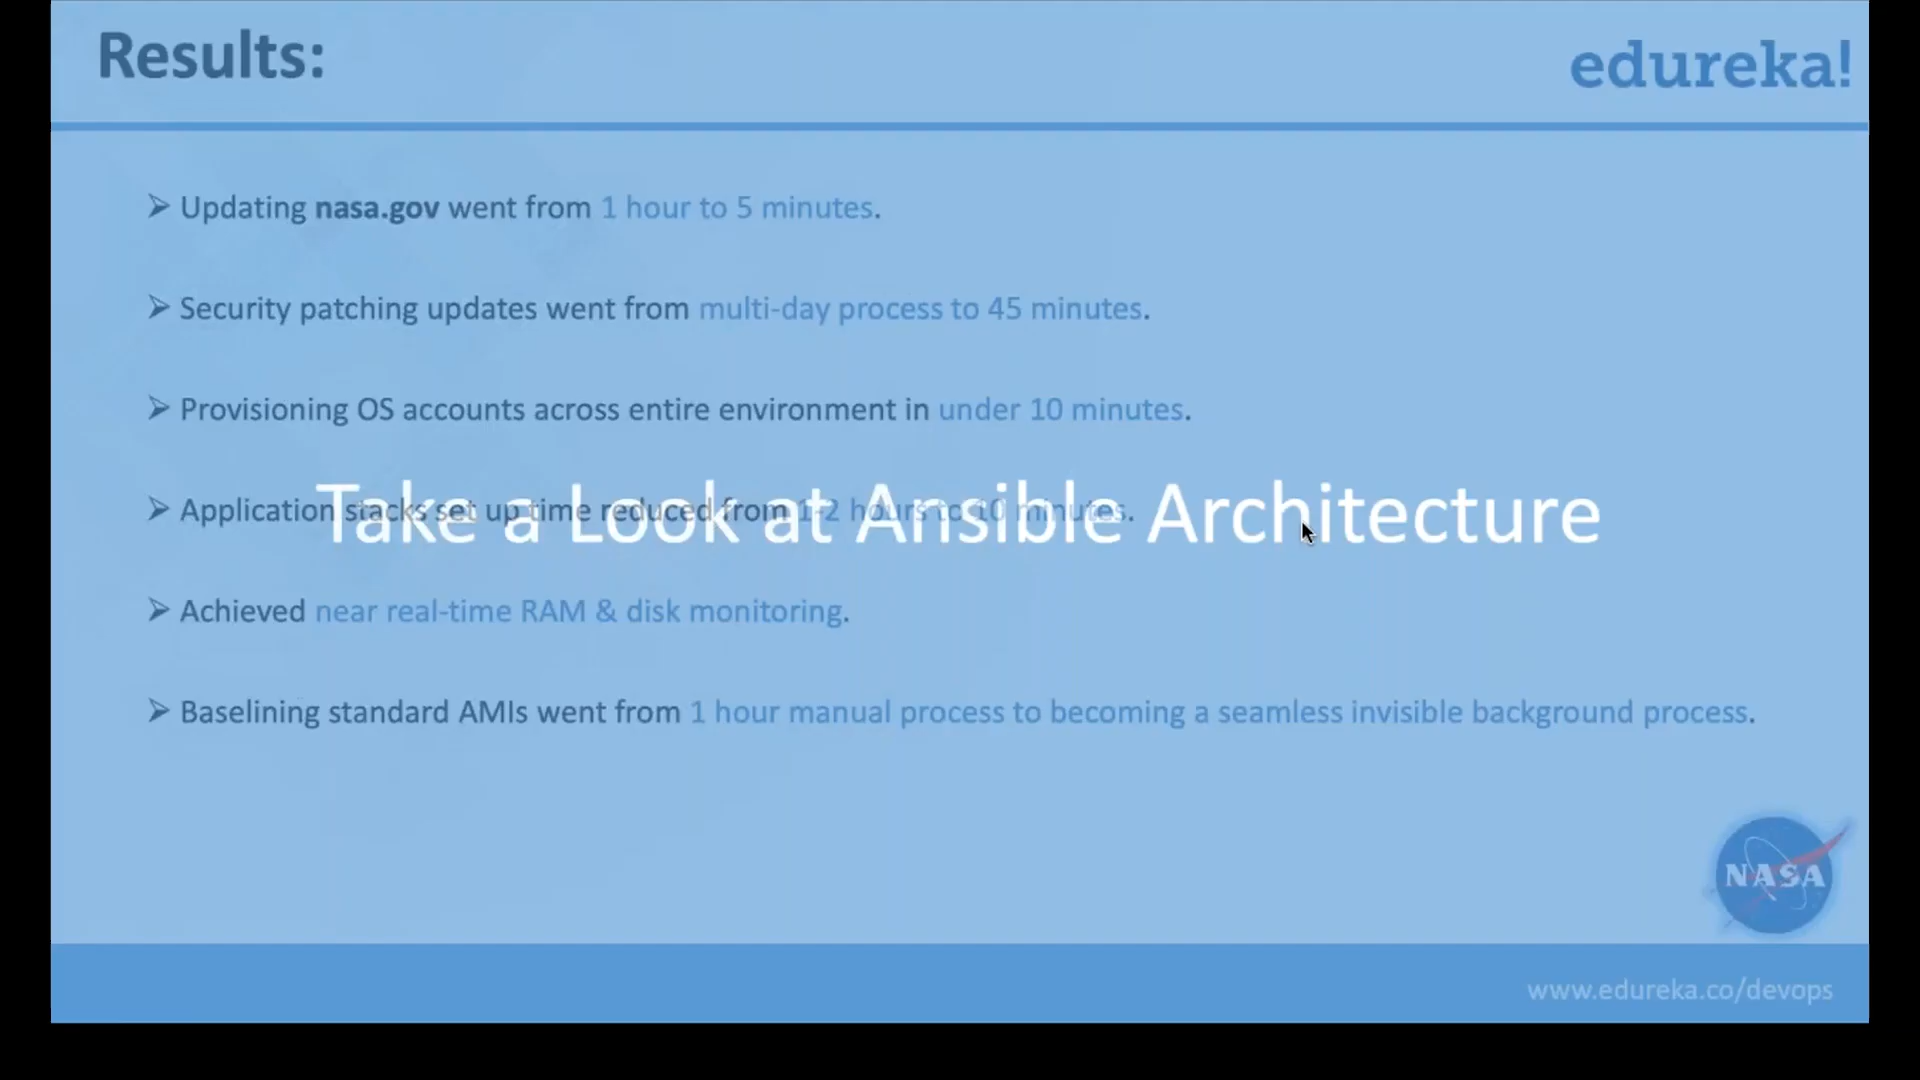 Results:
edureka!
➢ Updating nasa.gov went from 1 hour to 5 minutes.
➢ Security patching updates went from multi-day process to 45 minutes.
➢ Provisioning OS accounts across entire environment in under 10 minutes.
➢ Application stacks set up time reduced from 1-2 hours to 10 minutes.
Take a Look at Ansible Architecture
➢ Achieved near real-time RAM & disk monitoring.
➢ Baselining standard AMIs went from 1 hour manual process to becoming a seamless invisible background process.
NASA
www.edureka.co/devops